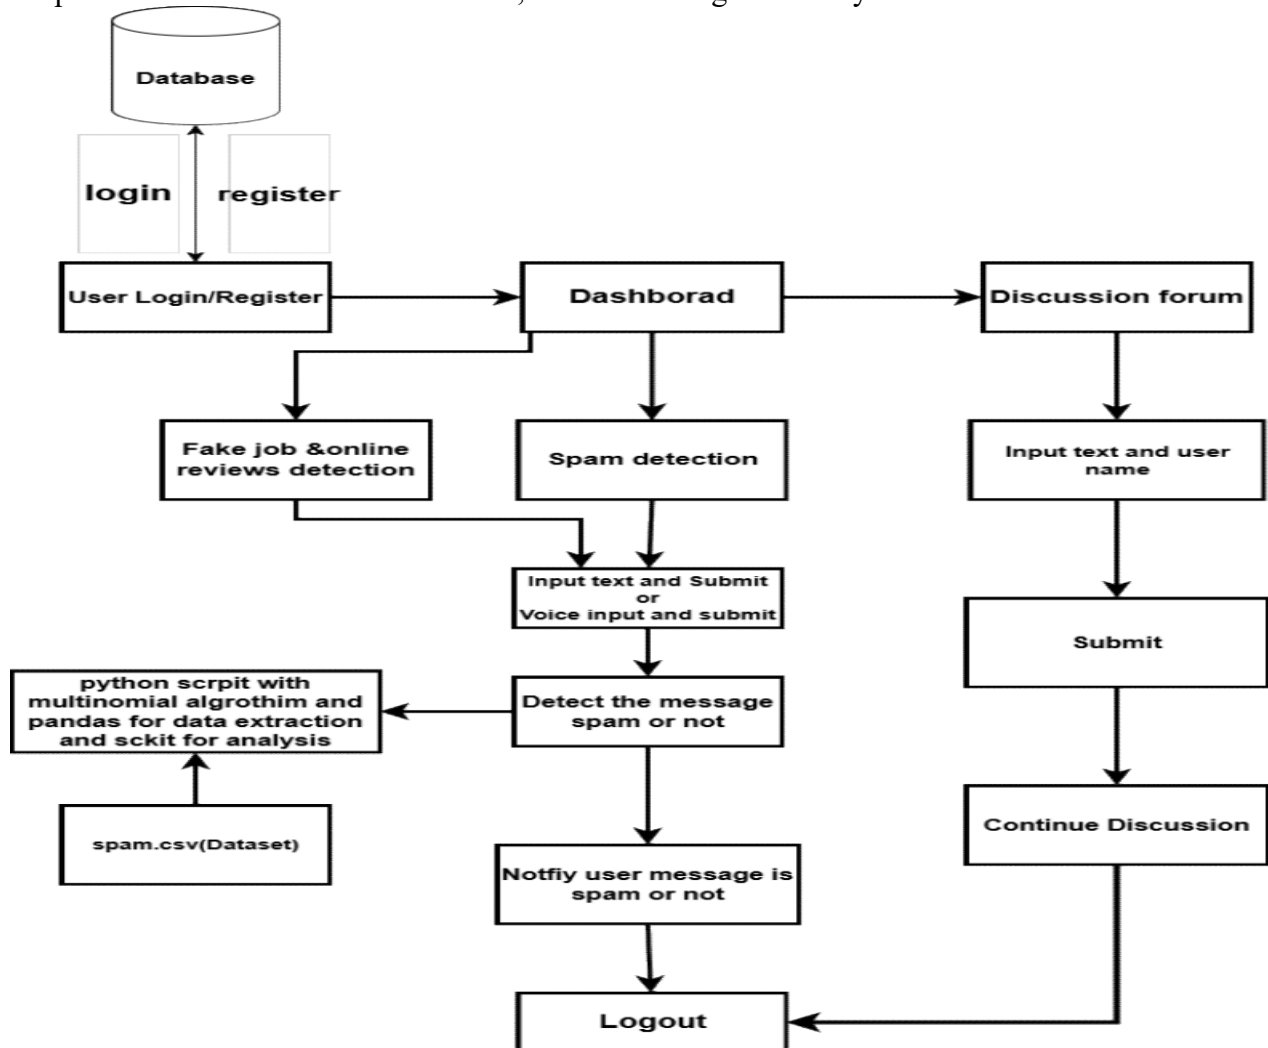 Database
login
register
User Login/Register
Dashborad
Discussion forum
Fake job &online
reviews detection
Spam detection
Input text and user
name
Input text and Submit
or
Voice input and submit
Submit
python scrpit with
multinomial algrothim and
pandas for data extraction
and sckit for analysis
Detect the message
spam or not
Continue Discussion
spam.csv(Dataset)
Notfiy user message is
spam or not
Logout